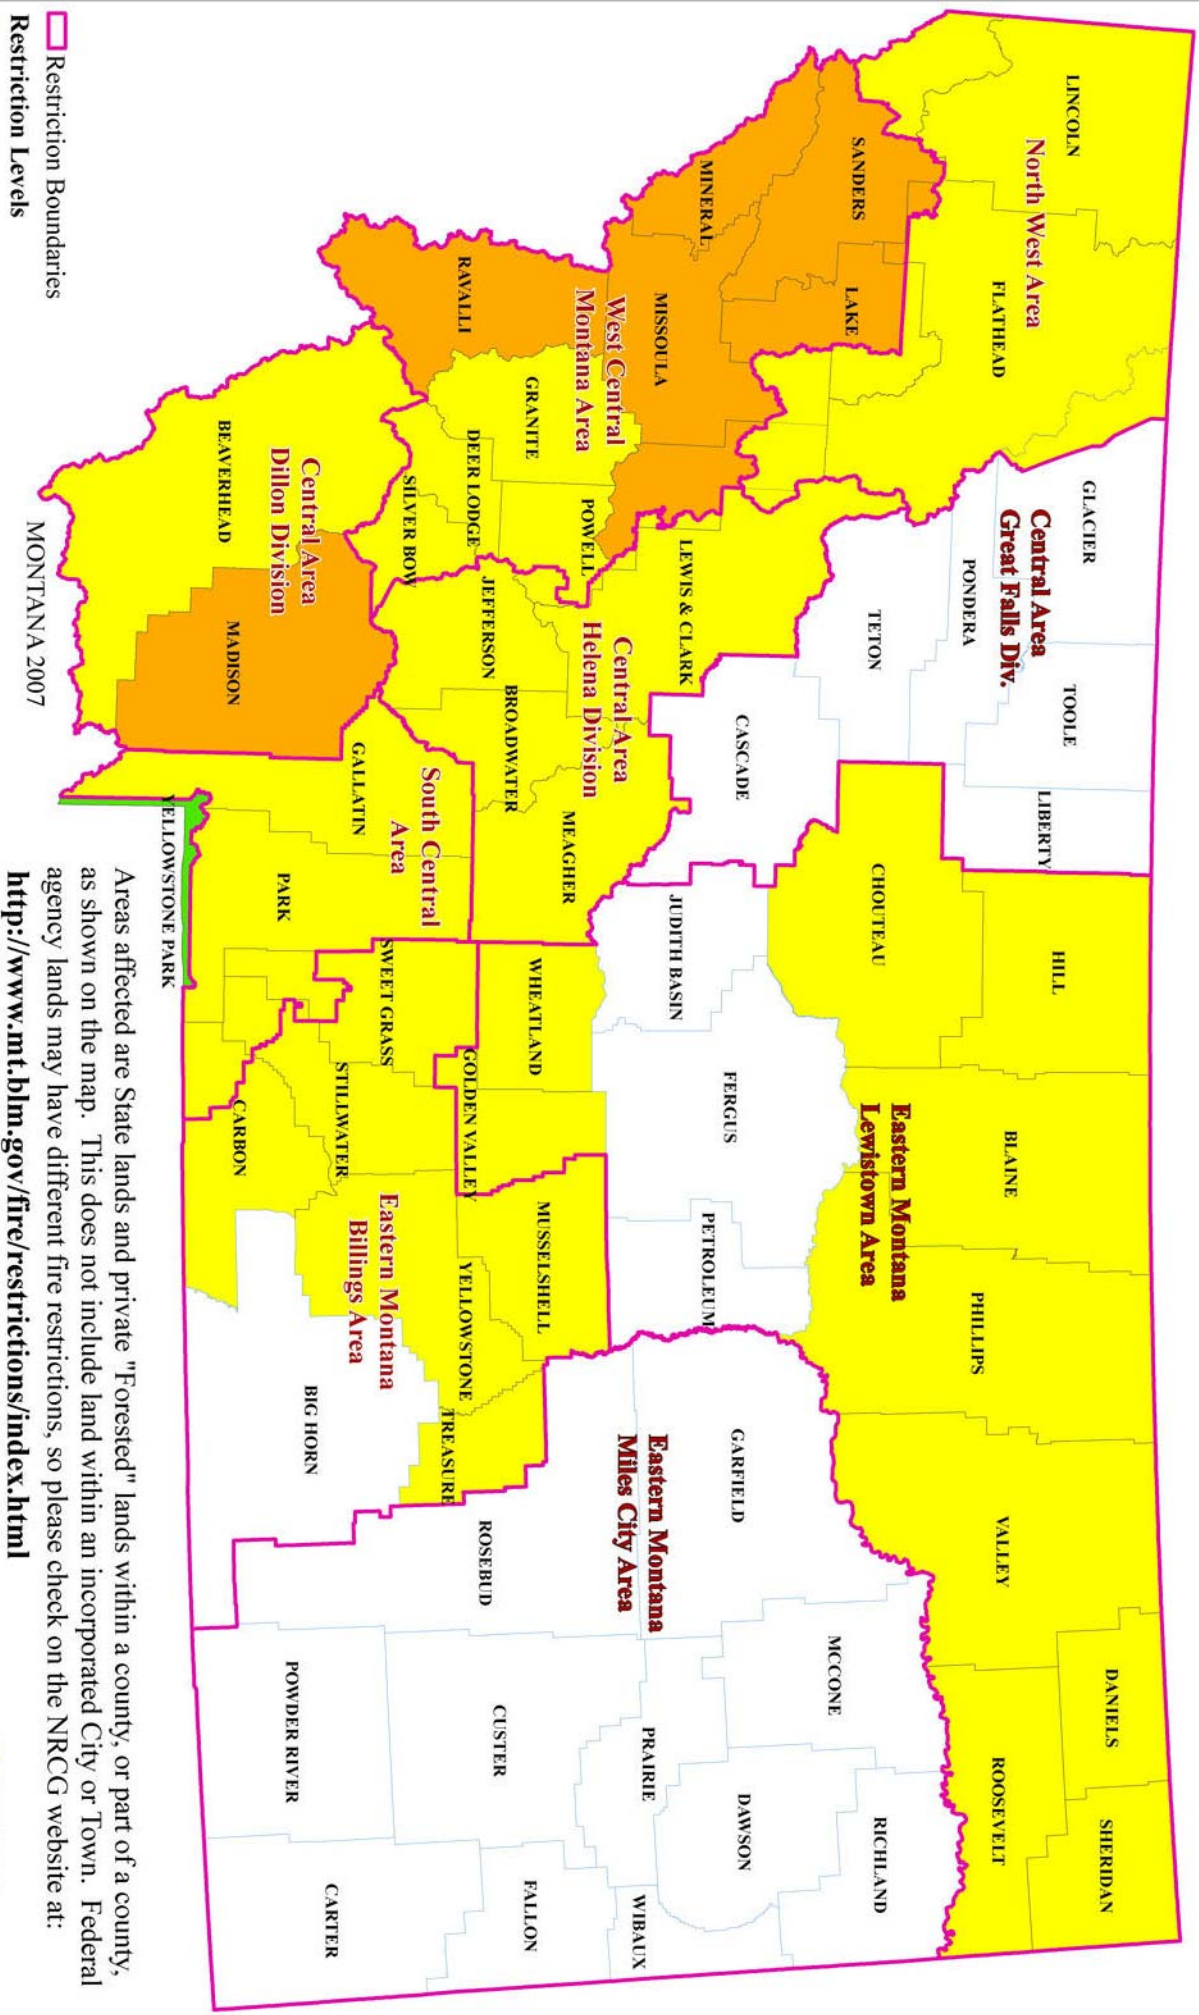 LINCOLN
North West Area
FLATHEAD
GLACIER
Central Area
Great Falls Div.
TOOLE
PONDERA
LIBERTY
HILL
BLAINE
PHILLIPS
VALLEY
DANIELS
SHERIDAN
ROOSEVELT
SANDERS
LAKE
TETON
CHOUTEAU
Eastern Montana
Lewistown Area
MCCONE
RICHLAND
MINERAL
MISSOULA
LEWIS & CLARK
CASCADE
JUDITH BASIN
FERGUS
PETROLEUM
GARFIELD
DAWSON
West Central
Montana Area
POWELL
Central Area
Helena Division
Eastern Montana
Miles City Area
PRAIRIE
WIBAUX
RAVALLI
GRANITE
DEER LODGE
SILVER BOW
JEFFERSON
BROADWATER
MEAGHER
WHEATLAND
GOLDEN VALLEY
MUSSELSHELL
YELLOWSTONE
TREASURE
ROSEBUD
CUSTER
FALLON
South Central
Area
GALLATIN
PARK
SWEET GRASS
STILLWATER
CARBON
Eastern Montana
Billings Area
BIG HORN
POWDER RIVER
CARTER
Central Area
Dillon Division
BEAVERHEAD
MADISON
YELLOWSTONE PARK
MONTANA 2007
Areas affected are State lands and private "Forested" lands within a county, or part of a county,
as shown on the map. This does not include land within an incorporated City or Town. Federal
agency lands may have different fire restrictions, so please check on the NRCG website at:
http://www.mt.blm.gov/fire/restrictions/index.html
Restriction Boundaries
Restriction Levels